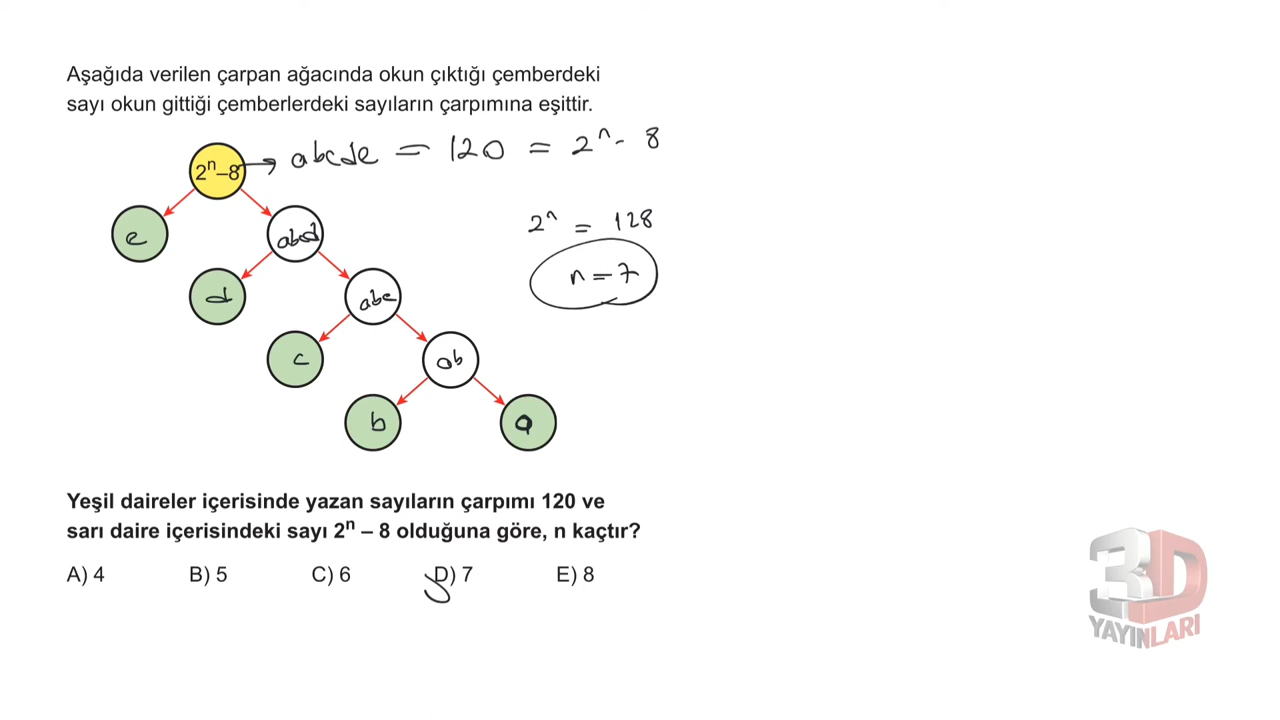 Aşağıda verilen çarpan ağacında okun çıktığı çemberdeki
sayı okun gittiği çemberlerdeki sayıların çarpımına eşittir.
2ⁿ–8 → abcde = 120 = 2ⁿ - 8
2ⁿ = 128
e abcd
n = 7
d abc
c ab
b a
Yeşil daireler içerisinde yazan sayıların çarpımı 120 ve
sarı daire içerisindeki sayı 2ⁿ – 8 olduğuna göre, n kaçtır?
A) 4 B) 5 C) 6 D) 7 E) 8
3D
YAYINLARI